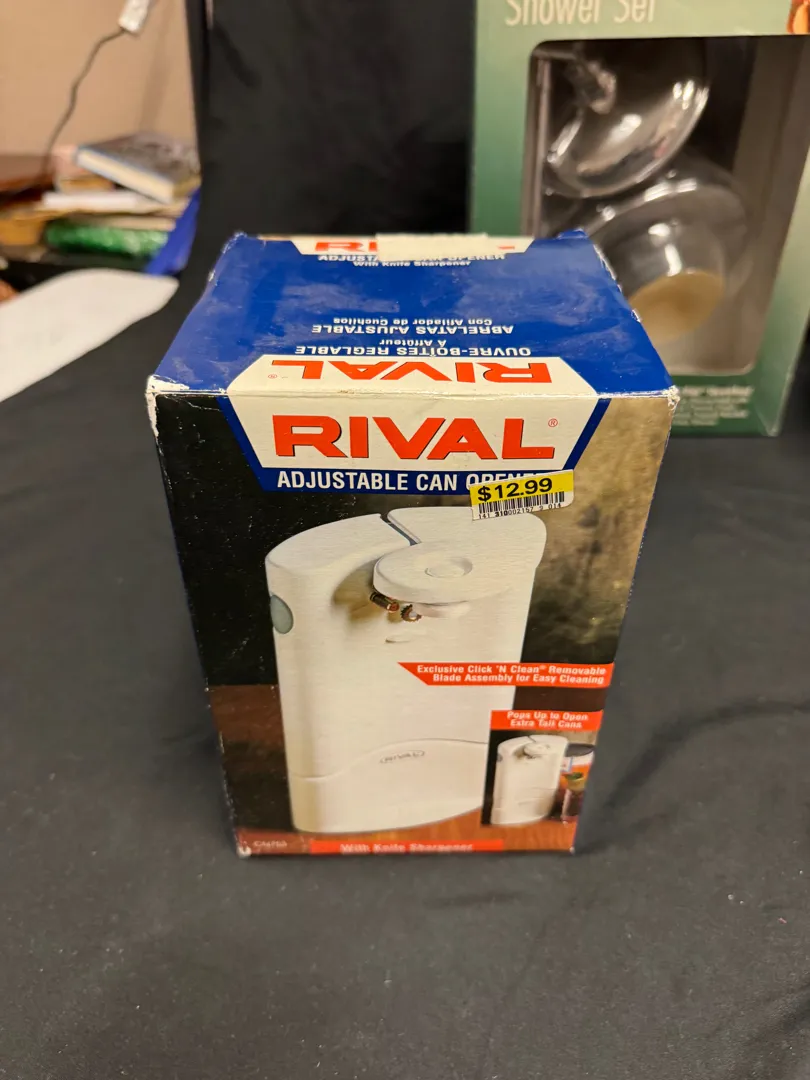 Shower Set
ADJUSTABLE CAN OPENER
With Knife Sharpener
Con Afilador de Cuchillos
ABRELATAS AJUSTABLE
À Affûteur
OUVRE-BOÎTES REGLABLE
RIVAL®
RIVAL®
ADJUSTABLE CAN OPENER
$12.99
Exclusive Click 'N Clean® Removable
Blade Assembly for Easy Cleaning
Pops Up to Open
Extra Tall Cans
RIVAL
With Knife Sharpener